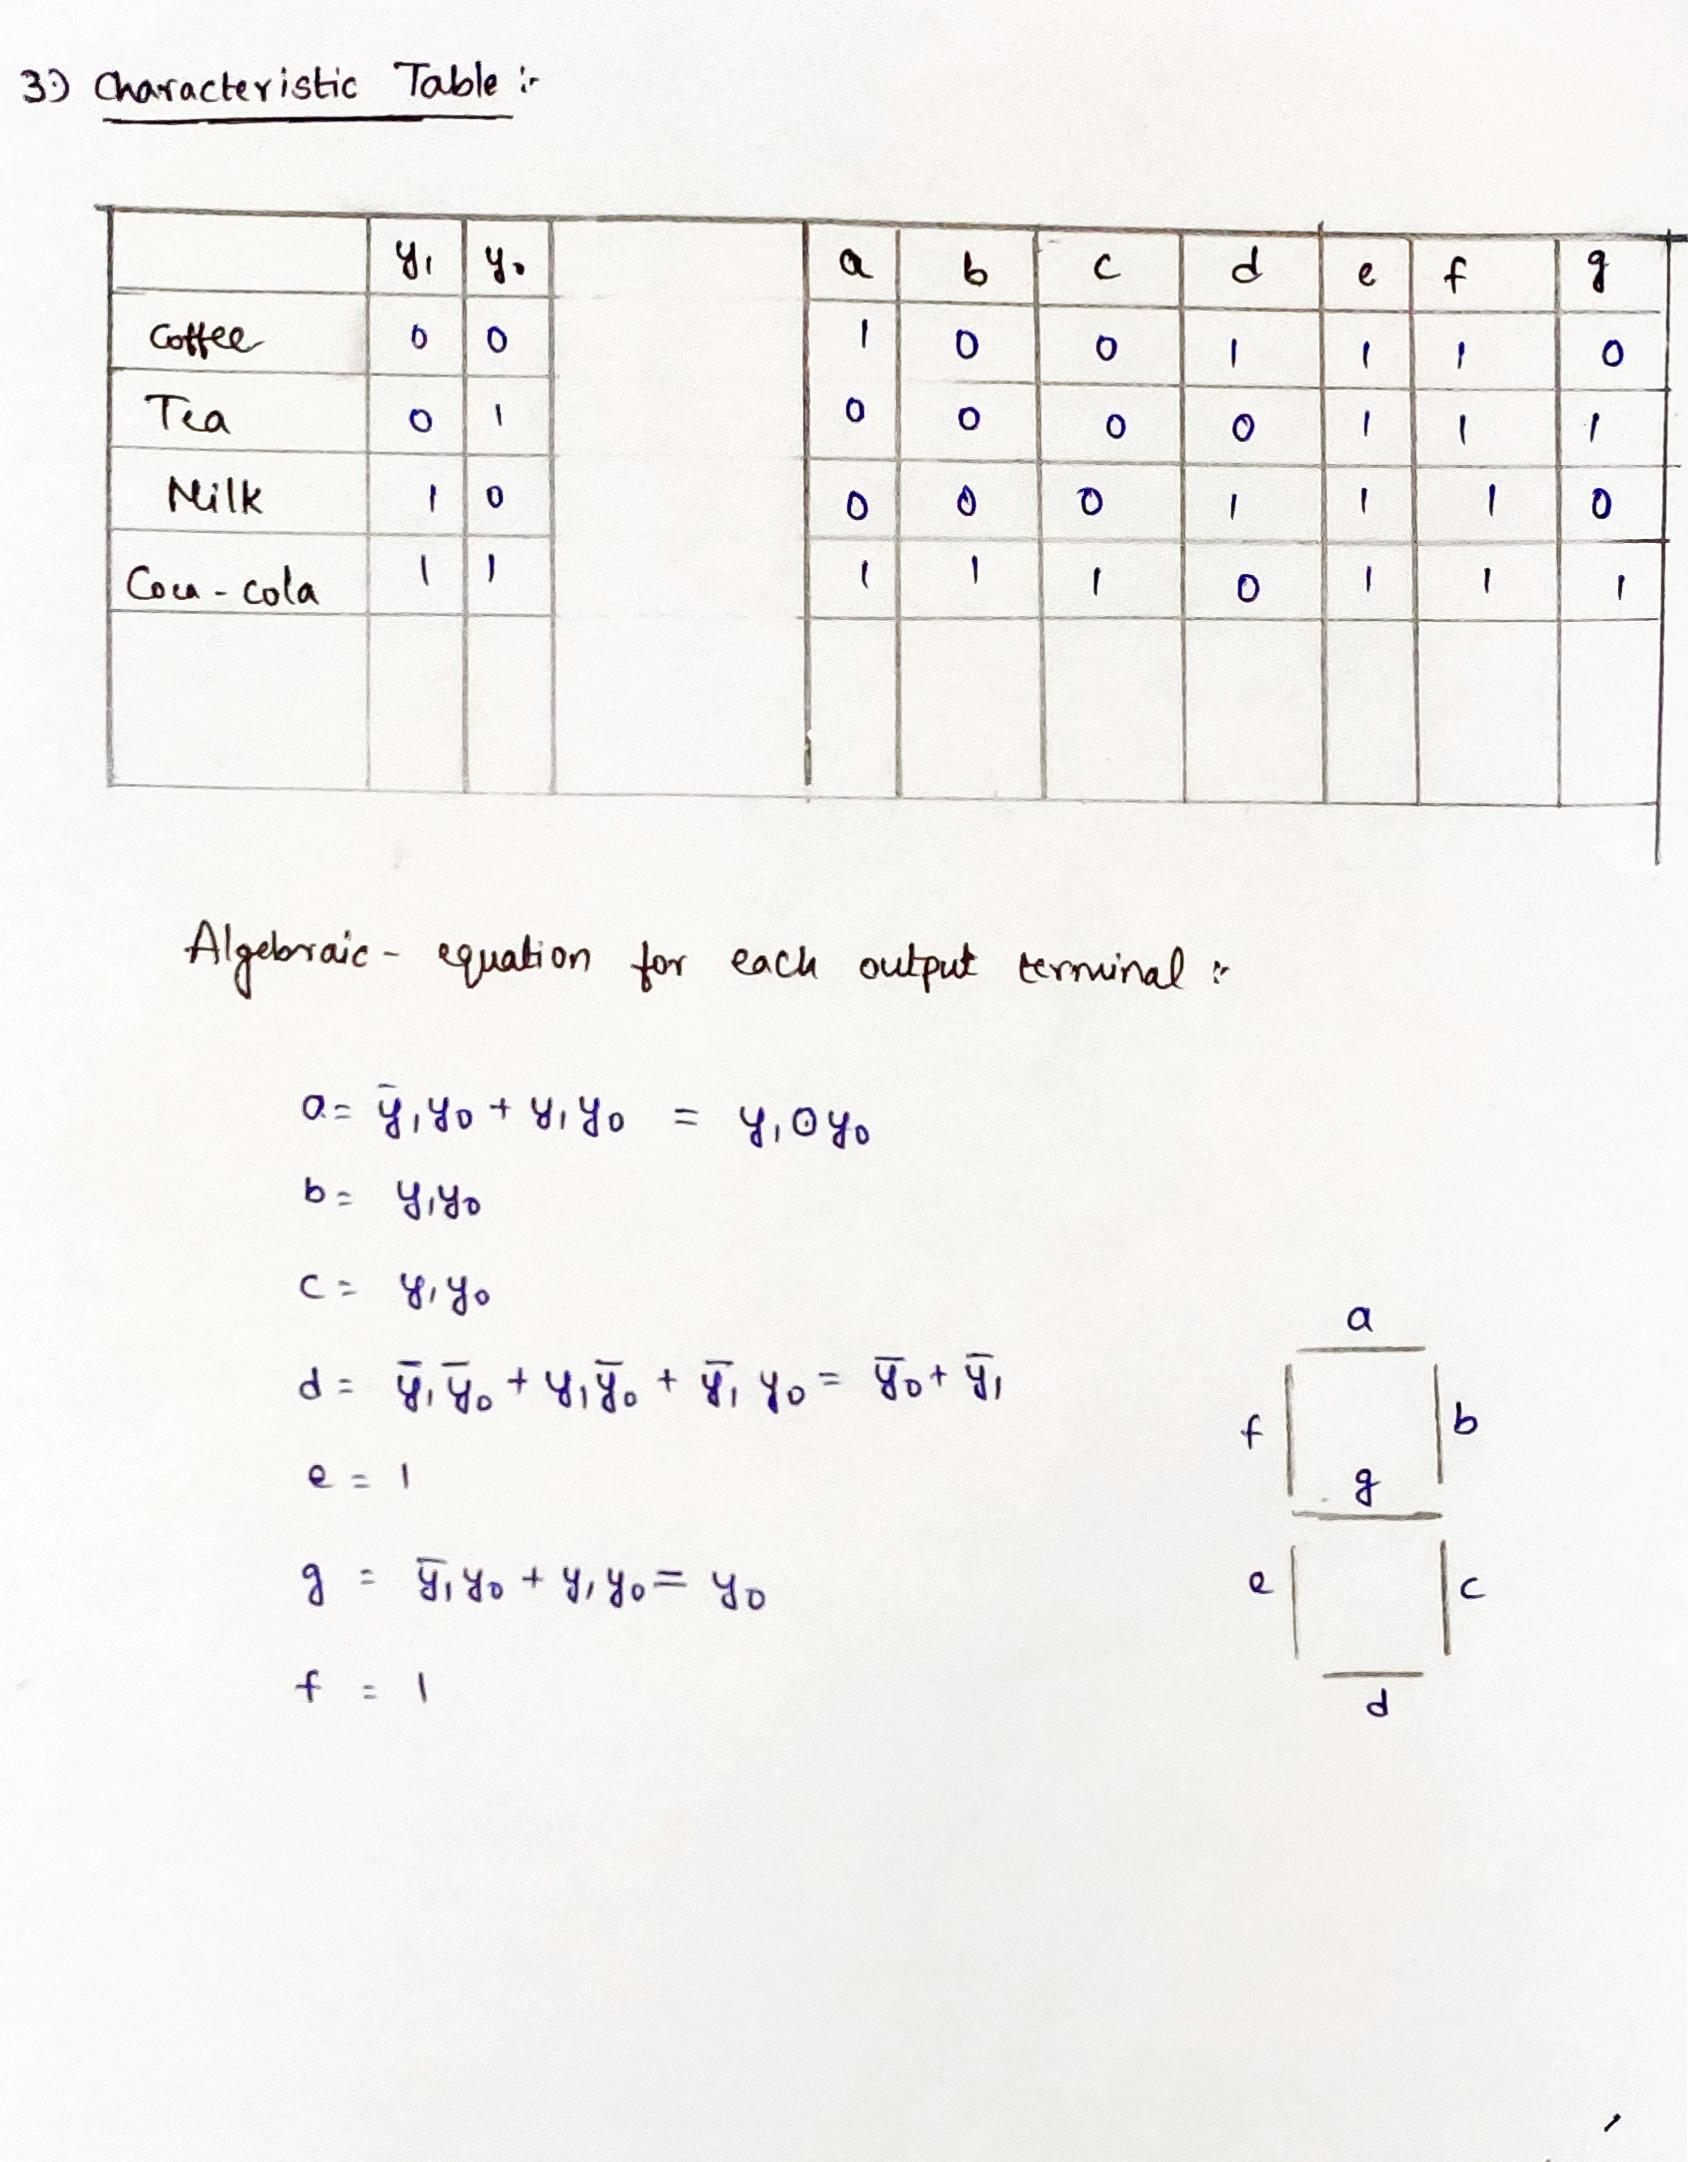 3) Characteristic Table :-
y₁ y₀ a b c d e f g
Coffee 0 0 1 0 0 1 1 1 0
Tea 0 1 0 0 0 0 1 1 1
Milk 1 0 0 0 0 1 1 1 0
Coca-cola 1 1 1 1 1 0 1 1 1
Algebraic - equation for each output terminal :-
a = ȳ₁y₀ + y₁y₀ = y₁⊙y₀
b = y₁y₀
c = y₁y₀
d = ȳ₁ȳ₀ + y₁ȳ₀ + ȳ₁y₀ = ȳ₀ + ȳ₁
e = 1
g = ȳ₁y₀ + y₁y₀ = y₀
f = 1
a
f b
g
e c
d